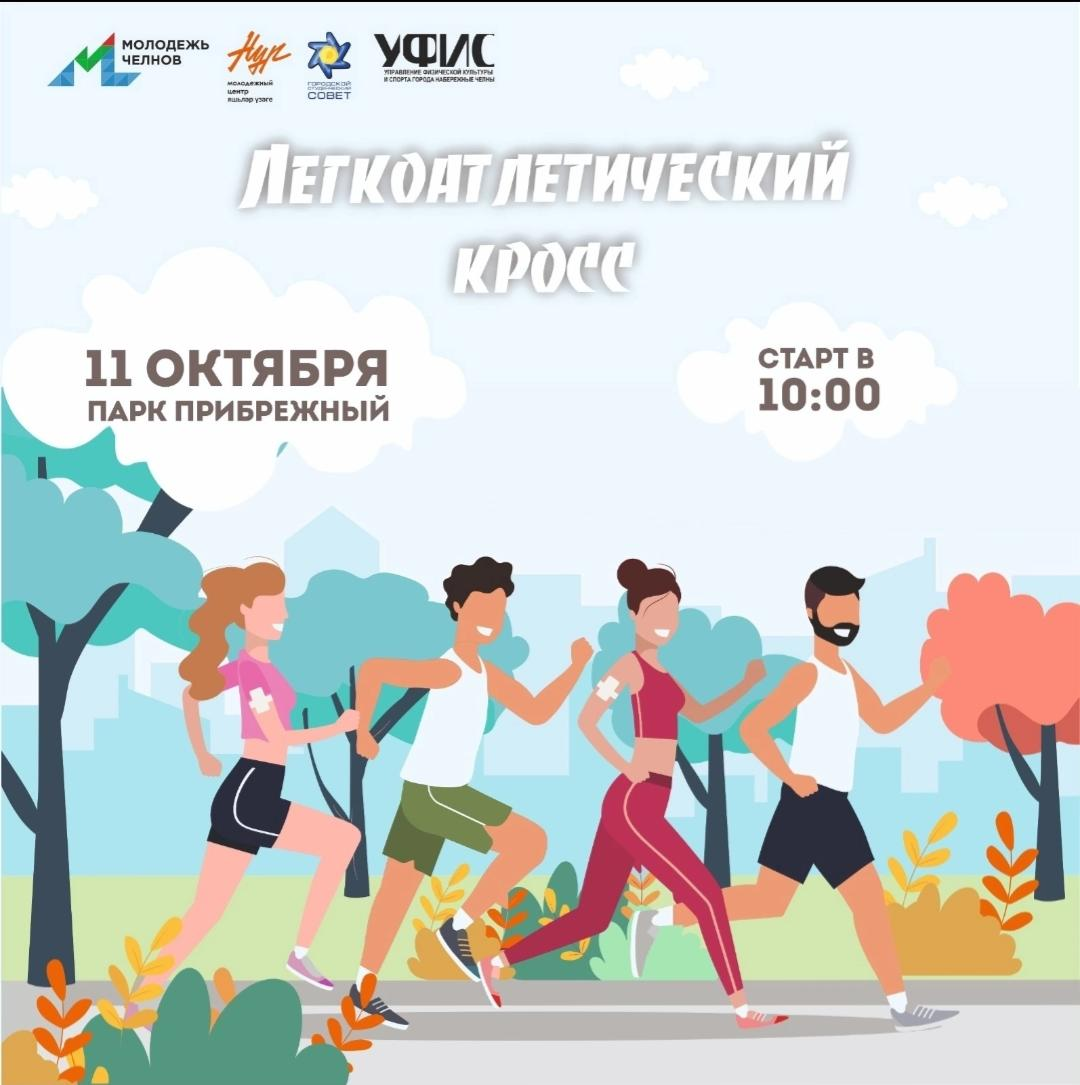 МОЛОДЕЖЬ
ЧЕЛНОВ
Нур
МОЛОДЕЖНЫЙ
ЦЕНТР
ЯШЬЛӘР ҮЗӘГЕ
ГОРОДСКОЙ
СТУДЕНЧЕСКИЙ
СОВЕТ
УФИС
УПРАВЛЕНИЕ ФИЗИЧЕСКОЙ КУЛЬТУРЫ
И СПОРТА ГОРОДА НАБЕРЕЖНЫЕ ЧЕЛНЫ
ЛЕГКОАТЛЕТИЧЕСКИЙ
КРОСС
11 ОКТЯБРЯ
ПАРК ПРИБРЕЖНЫЙ
СТАРТ В
10:00